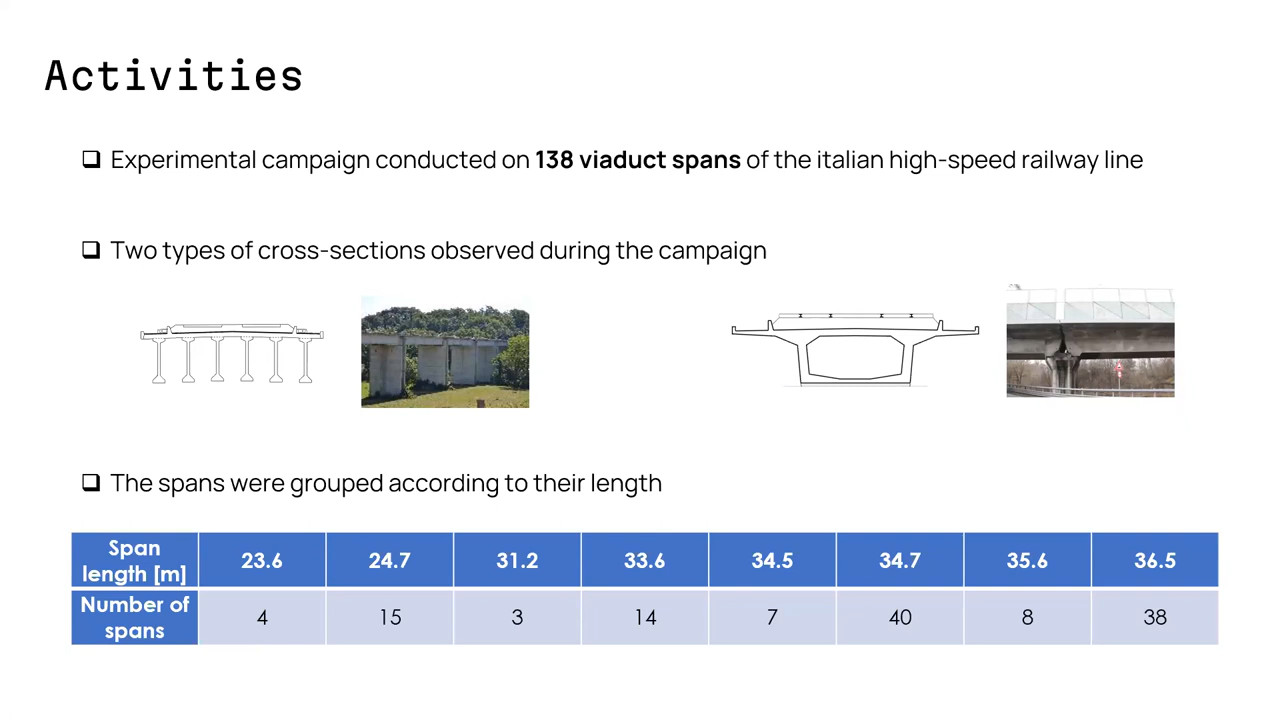 Activities
❑ Experimental campaign conducted on 138 viaduct spans of the italian high-speed railway line
❑ Two types of cross-sections observed during the campaign
❑ The spans were grouped according to their length
Span length [m] 23.6 24.7 31.2 33.6 34.5 34.7 35.6 36.5
Number of spans 4 15 3 14 7 40 8 38